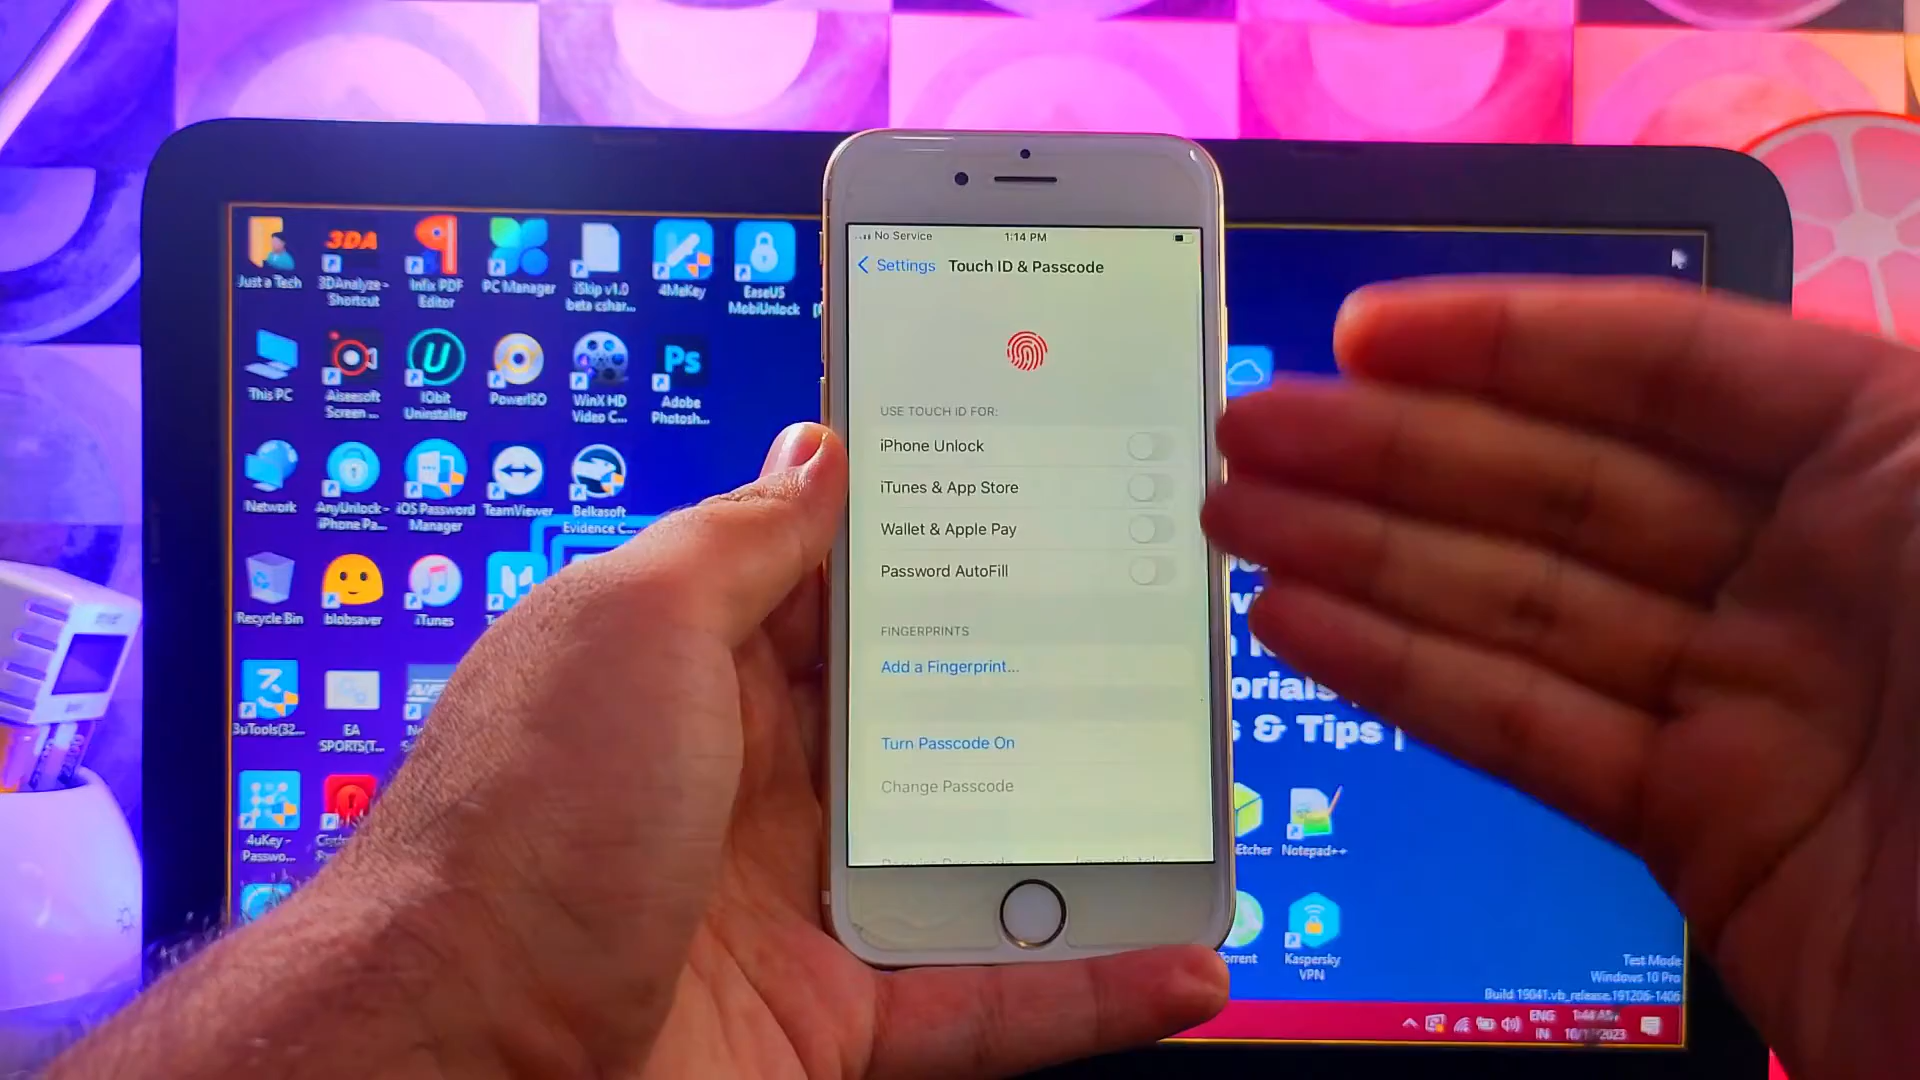 No Service
1:14 PM
Settings
Touch ID & Passcode
USE TOUCH ID FOR:
iPhone Unlock
iTunes & App Store
Wallet & Apple Pay
Password AutoFill
FINGERPRINTS
Add a Fingerprint...
Turn Passcode On
Change Passcode
Just a Tech
3DA
3DAnalyze - Shortcut
Infix PDF Editor
PC Manager
iSkip v1.0 beta cshar...
4MeKey
EaseUS MobiUnlock
This PC
Aiseesoft Screen ...
IObit Uninstaller
PowerISO
WinX HD Video C...
Ps
Adobe Photosh...
Network
AnyUnlock - iPhone Pa...
iOS Password Manager
TeamViewer
Belkasoft Evidence C...
Recycle Bin
blobsaver
iTunes
3uTools(32...
EA SPORTS(T...
4uKey - Passwo...
orials
& Tips |
Etcher
Notepad++
Torrent
Kaspersky VPN
Test Mode
Windows 10 Pro
Build 19041.vb_release.191206-1406
ENG
IN